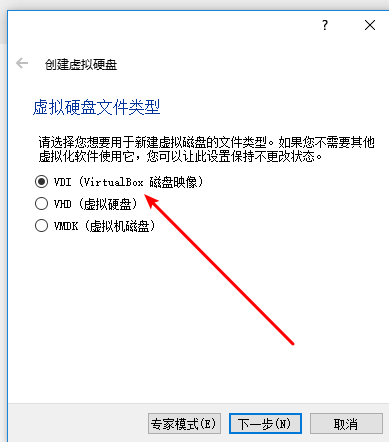 创建虚拟硬盘
虚拟硬盘文件类型
请选择您想要用于新建虚拟磁盘的文件类型。如果您不需要其他
虚拟化软件使用它，您可以让此设置保持不更改状态。
VDI (VirtualBox 磁盘映像)
VHD (虚拟硬盘)
VMDK (虚拟机磁盘)
专家模式(E) 下一步(N) 取消